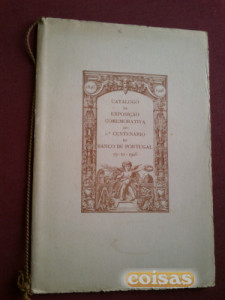 CATALOGO
DA
EXPOSIÇÃO
COMEMORATIVA
DO
1º CENTENARIO
DO
BANCO DE PORTUGAL
coisas